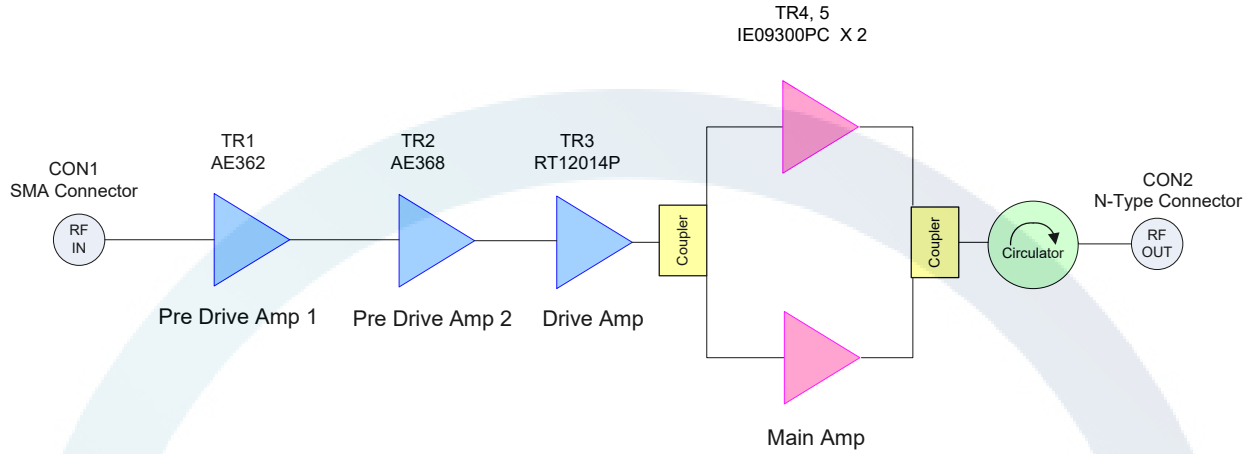 TR4, 5
IE09300PC X 2
TR1
AE362
TR2
AE368
TR3
RT12014P
CON1
SMA Connector
CON2
N-Type Connector
RF
IN
Coupler
Coupler
Circulator
RF
OUT
Pre Drive Amp 1
Pre Drive Amp 2
Drive Amp
Main Amp